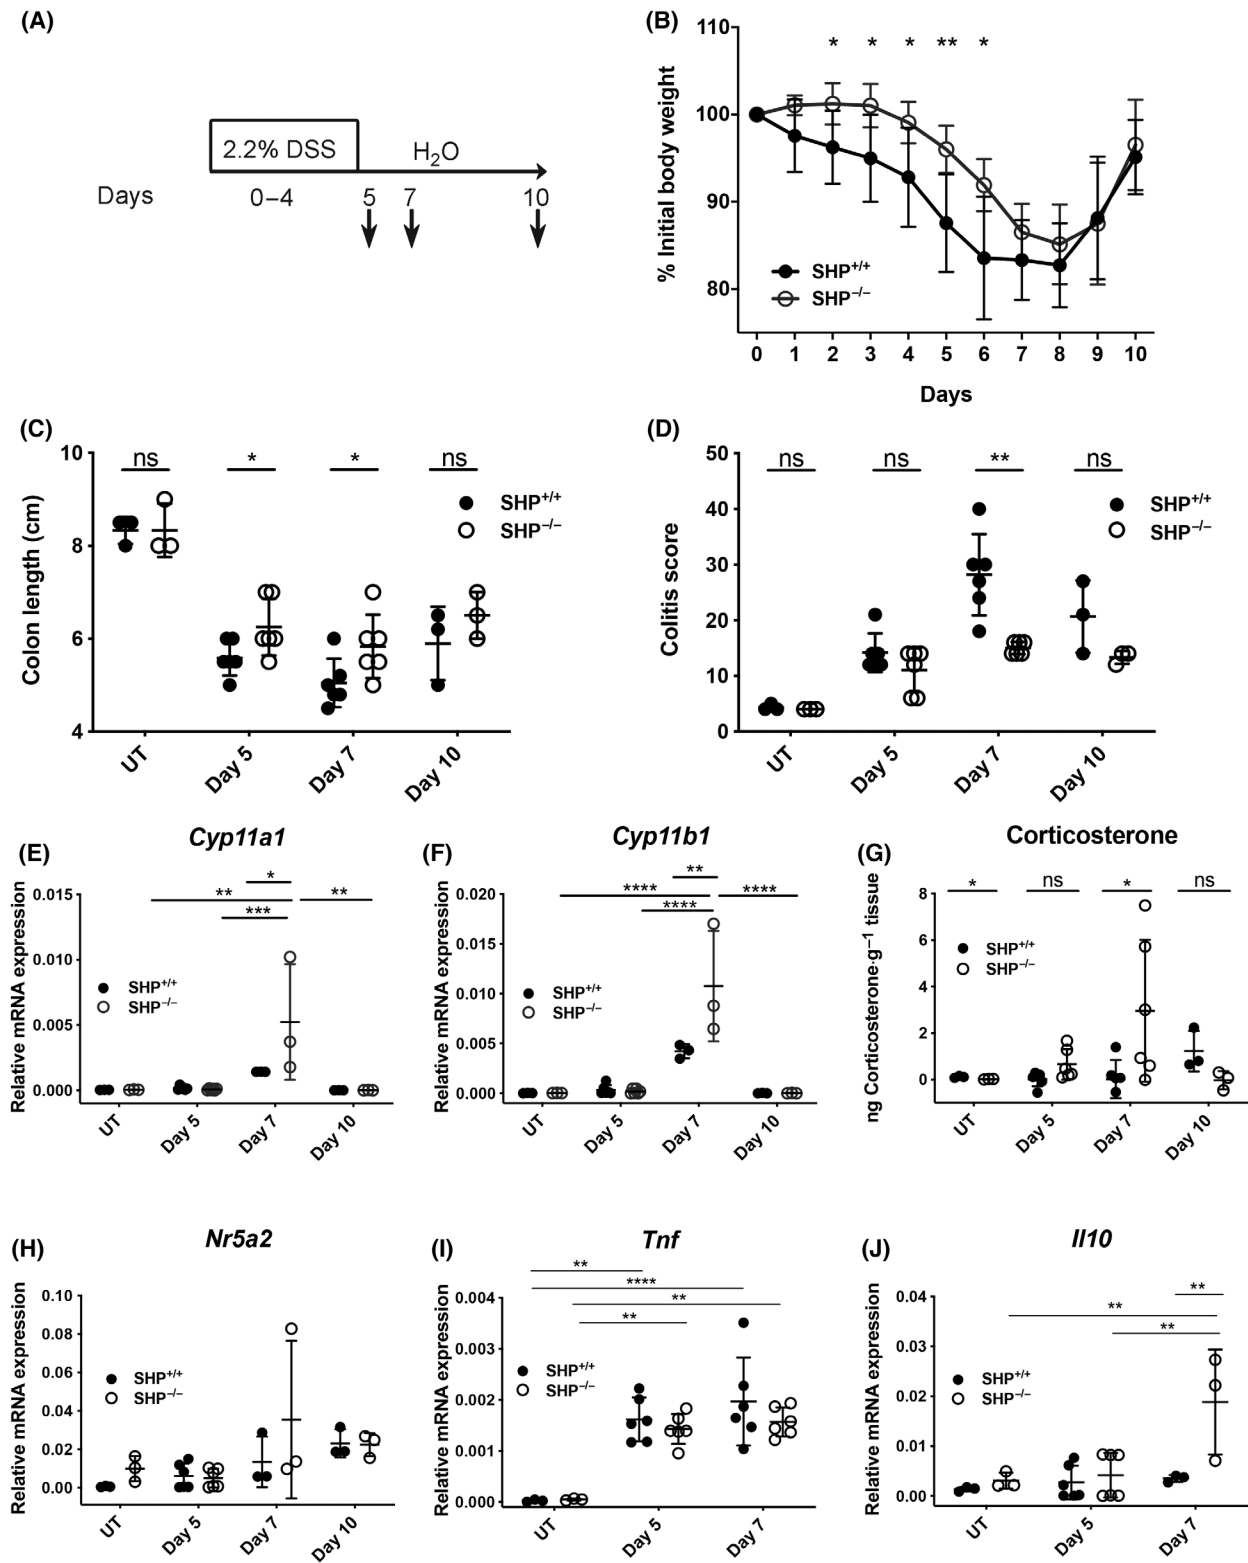 (A)
2.2% DSS
H₂O
Days
0–4
5
7
10
(B)
110
100
90
80
% Initial body weight
* * * ** *
SHP+/+
SHP–/–
0 1 2 3 4 5 6 7 8 9 10
Days
(C)
10
8
6
4
Colon length (cm)
ns * * ns
SHP+/+
SHP–/–
UT Day 5 Day 7 Day 10
(D)
50
40
30
20
10
0
Colitis score
ns ns ** ns
SHP+/+
SHP–/–
UT Day 5 Day 7 Day 10
(E)
Cyp11a1
Relative mRNA expression
0.015
0.010
0.005
0.000
*
** **
***
SHP+/+
SHP–/–
UT Day 5 Day 7 Day 10
(F)
Cyp11b1
Relative mRNA expression
0.020
0.015
0.010
0.005
0.000
**
**** ****
****
SHP+/+
SHP–/–
UT Day 5 Day 7 Day 10
(G)
Corticosterone
ng Corticosterone·g–1 tissue
8
6
4
2
0
* ns * ns
SHP+/+
SHP–/–
UT Day 5 Day 7 Day 10
(H)
Nr5a2
Relative mRNA expression
0.10
0.08
0.06
0.04
0.02
0.00
SHP+/+
SHP–/–
UT Day 5 Day 7 Day 10
(I)
Tnf
Relative mRNA expression
0.004
0.003
0.002
0.001
0.000
**
****
**
**
SHP+/+
SHP–/–
UT Day 5 Day 7
(J)
Il10
Relative mRNA expression
0.04
0.03
0.02
0.01
0.00
**
**
**
SHP+/+
SHP–/–
UT Day 5 Day 7